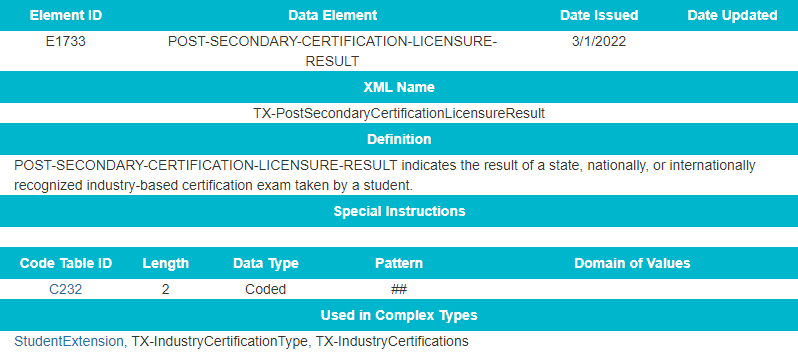 Element ID Data Element Date Issued Date Updated
E1733 POST-SECONDARY-CERTIFICATION-LICENSURE- 3/1/2022
RESULT
XML Name
TX-PostSecondaryCertificationLicensureResult
Definition
POST-SECONDARY-CERTIFICATION-LICENSURE-RESULT indicates the result of a state, nationally, or internationally
recognized industry-based certification exam taken by a student.
Special Instructions
Code Table ID Length Data Type Pattern Domain of Values
C232 2 Coded ##
Used in Complex Types
StudentExtension, TX-IndustryCertificationType, TX-IndustryCertifications